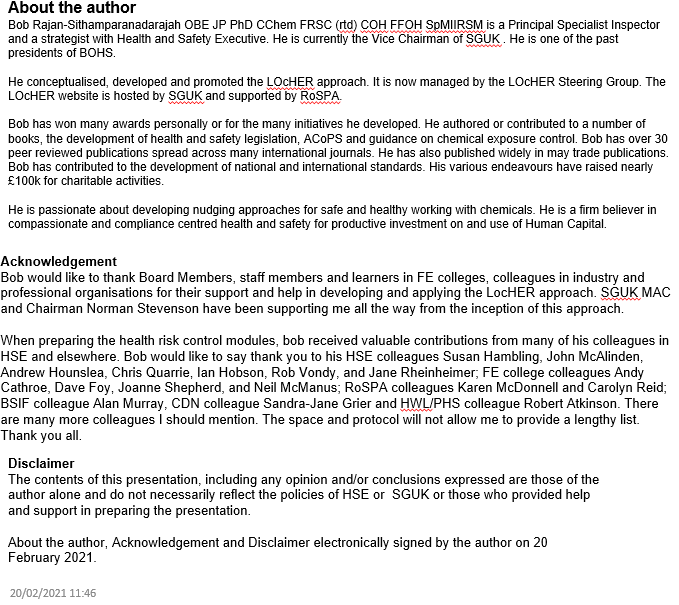 About the author
Bob Rajan-Sithamparanadarajah OBE JP PhD CChem FRSC (rtd) COH FFOH SpMIIRSM is a Principal Specialist Inspector
and a strategist with Health and Safety Executive. He is currently the Vice Chairman of SGUK . He is one of the past
presidents of BOHS.
He conceptualised, developed and promoted the LOcHER approach. It is now managed by the LOcHER Steering Group. The
LOcHER website is hosted by SGUK and supported by RoSPA.
Bob has won many awards personally or for the many initiatives he developed. He authored or contributed to a number of
books, the development of health and safety legislation, ACoPS and guidance on chemical exposure control. Bob has over 30
peer reviewed publications spread across many international journals. He has also published widely in may trade publications.
Bob has contributed to the development of national and international standards. His various endeavours have raised nearly
£100k for charitable activities.
He is passionate about developing nudging approaches for safe and healthy working with chemicals. He is a firm believer in
compassionate and compliance centred health and safety for productive investment on and use of Human Capital.
Acknowledgement
Bob would like to thank Board Members, staff members and learners in FE colleges, colleagues in industry and
professional organisations for their support and help in developing and applying the LocHER approach. SGUK MAC
and Chairman Norman Stevenson have been supporting me all the way from the inception of this approach.
When preparing the health risk control modules, bob received valuable contributions from many of his colleagues in
HSE and elsewhere. Bob would like to say thank you to his HSE colleagues Susan Hambling, John McAlinden,
Andrew Hounslea, Chris Quarrie, Ian Hobson, Rob Vondy, and Jane Rheinheimer; FE college colleagues Andy
Cathroe, Dave Foy, Joanne Shepherd, and Neil McManus; RoSPA colleagues Karen McDonnell and Carolyn Reid;
BSIF colleague Alan Murray, CDN colleague Sandra-Jane Grier and HWL/PHS colleague Robert Atkinson. There
are many more colleagues I should mention. The space and protocol will not allow me to provide a lengthy list.
Thank you all.
Disclaimer
The contents of this presentation, including any opinion and/or conclusions expressed are those of the
author alone and do not necessarily reflect the policies of HSE or SGUK or those who provided help
and support in preparing the presentation.
About the author, Acknowledgement and Disclaimer electronically signed by the author on 20
February 2021.
20/02/2021 11:46